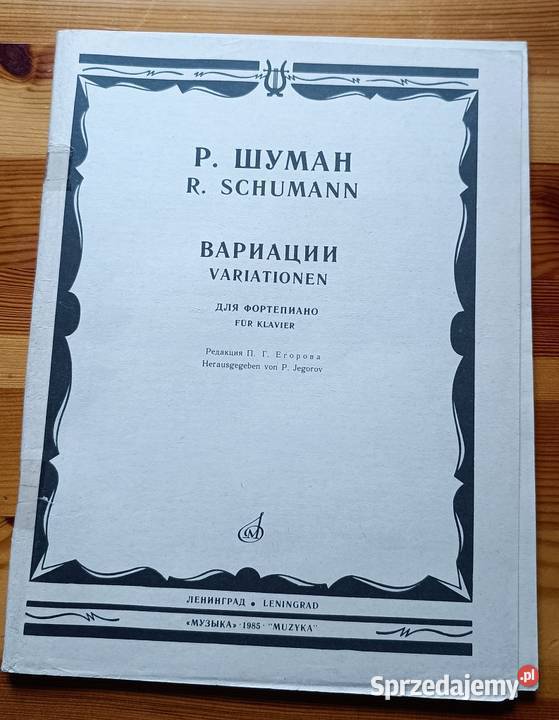 Р. ШУМАН
R. SCHUMANN
ВАРИАЦИИ
VARIATIONEN
ДЛЯ ФОРТЕПИАНО
FÜR KLAVIER
Редакция П. Г. Егорова
Herausgegeben von P. Jegorov
ЛЕНИНГРАД • LENINGRAD
«МУЗЫКА» · 1985 · "MUZYKA"
Sprzedajemy.pl